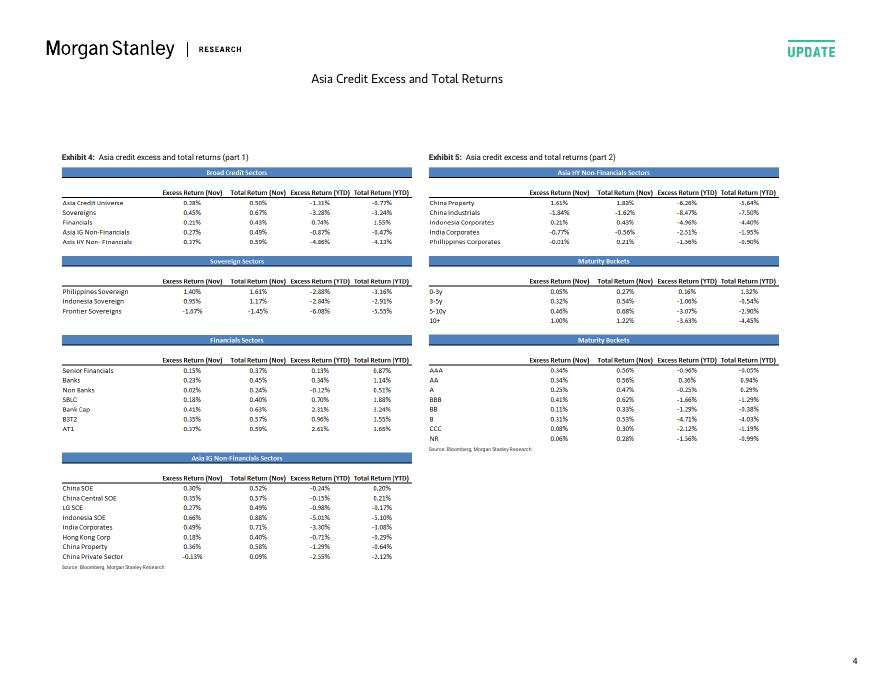 Morgan Stanley | RESEARCH
UPDATE
Asia Credit Excess and Total Returns
Exhibit 4: Asia credit excess and total returns (part 1)
Broad Credit Sectors
Excess Return (Nov) Total Return (Nov) Excess Return (YTD) Total Return (YTD)
Asia Credit Universe 0.28% 0.50% -1.31% -0.77%
Sovereigns 0.45% 0.67% -3.28% -3.24%
Financials 0.21% 0.43% 0.74% 1.55%
Asia IG Non-Financials 0.27% 0.49% -0.87% -0.47%
Asia HY Non- Financials 0.37% 0.59% -4.86% -4.13%
Sovereign Sectors
Excess Return (Nov) Total Return (Nov) Excess Return (YTD) Total Return (YTD)
Philippines Sovereign 1.40% 1.61% -2.88% -3.16%
Indonesia Sovereign 0.95% 1.17% -2.84% -2.91%
Frontier Sovereigns -1.67% -1.45% -6.08% -5.55%
Financials Sectors
Excess Return (Nov) Total Return (Nov) Excess Return (YTD) Total Return (YTD)
Senior Financials 0.15% 0.37% 0.13% 0.87%
Banks 0.23% 0.45% 0.34% 1.14%
Non Banks 0.02% 0.24% -0.12% 0.51%
SBLC 0.18% 0.40% 0.70% 1.88%
Bank Cap 0.41% 0.63% 2.31% 3.24%
B3T2 0.35% 0.57% 0.96% 1.55%
AT1 0.37% 0.59% 2.61% 3.65%
Asia IG Non-Financials Sectors
Excess Return (Nov) Total Return (Nov) Excess Return (YTD) Total Return (YTD)
China SOE 0.30% 0.52% -0.24% 0.20%
China Central SOE 0.35% 0.57% -0.15% 0.21%
LG SOE 0.27% 0.49% -0.98% -0.17%
Indonesia SOE 0.66% 0.88% -5.01% -5.10%
India Corporates 0.49% 0.71% -3.30% -3.08%
Hong Kong Corp 0.18% 0.40% -0.71% -0.29%
China Property 0.36% 0.58% -1.29% -0.64%
China Private Sector -0.13% 0.09% -2.55% -2.12%
Source: Bloomberg, Morgan Stanley Research
Exhibit 5: Asia credit excess and total returns (part 2)
Asia HY Non-Financials Sectors
Excess Return (Nov) Total Return (Nov) Excess Return (YTD) Total Return (YTD)
China Property 1.61% 1.83% -6.26% -5.64%
China Industrials -1.84% -1.62% -8.47% -7.50%
Indonesia Corporates 0.21% 0.43% -4.96% -4.40%
India Corporates -0.77% -0.56% -2.51% -1.95%
Phillippines Corporates -0.01% 0.21% -1.56% -0.90%
Maturity Buckets
Excess Return (Nov) Total Return (Nov) Excess Return (YTD) Total Return (YTD)
0-3y 0.05% 0.27% 0.16% 1.32%
3-5y 0.32% 0.54% -1.06% -0.54%
5-10y 0.46% 0.68% -3.07% -2.90%
10+ 1.00% 1.22% -3.63% -4.45%
Maturity Buckets
Excess Return (Nov) Total Return (Nov) Excess Return (YTD) Total Return (YTD)
AAA 0.34% 0.56% -0.96% -0.05%
AA 0.34% 0.56% 0.36% 0.94%
A 0.25% 0.47% -0.25% 0.29%
BBB 0.41% 0.62% -1.66% -1.29%
BB 0.11% 0.33% -1.29% -0.38%
B 0.31% 0.53% -4.71% -4.03%
CCC 0.08% 0.30% -2.12% -1.19%
NR 0.06% 0.28% -1.56% -0.99%
Source: Bloomberg, Morgan Stanley Research
4